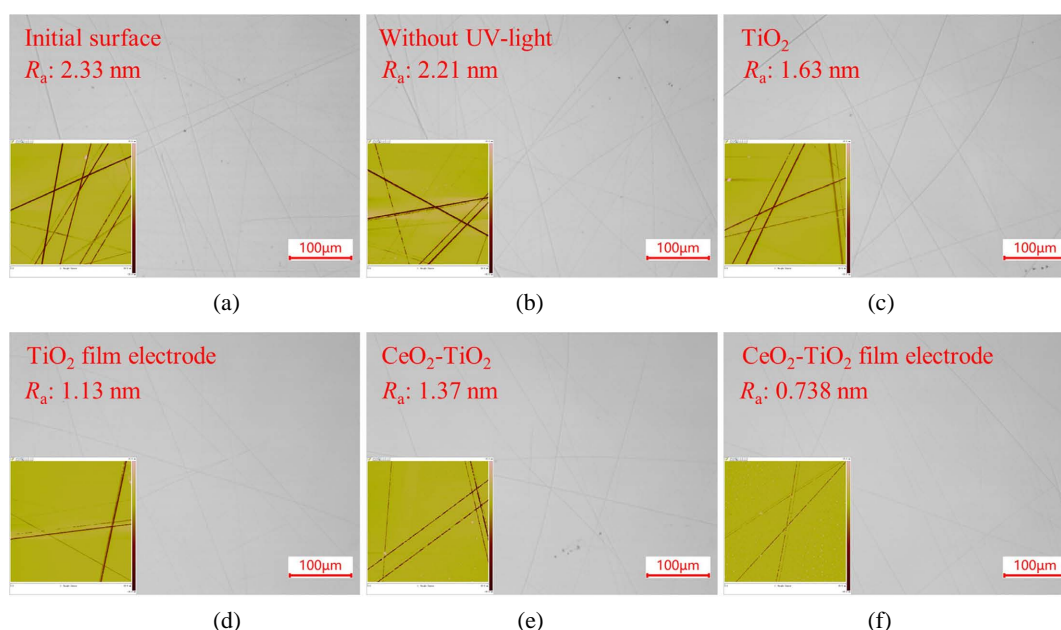 Initial surface
Rₐ: 2.33 nm
100μm
(a)
Without UV-light
Rₐ: 2.21 nm
100μm
(b)
TiO₂
Rₐ: 1.63 nm
100μm
(c)
TiO₂ film electrode
Rₐ: 1.13 nm
100μm
(d)
CeO₂-TiO₂
Rₐ: 1.37 nm
100μm
(e)
CeO₂-TiO₂ film electrode
Rₐ: 0.738 nm
100μm
(f)